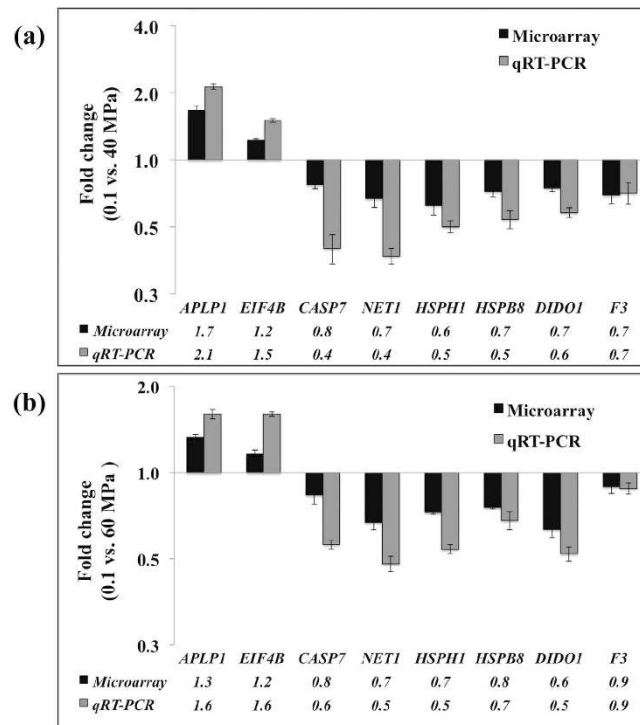 (a)
4.0
2.0
1.0
0.5
0.3
Fold change
(0.1 vs. 40 MPa)
Microarray
qRT-PCR
APLP1 EIF4B CASP7 NET1 HSPH1 HSPB8 DIDO1 F3
Microarray 1.7 1.2 0.8 0.7 0.6 0.7 0.7 0.7
qRT-PCR 2.1 1.5 0.4 0.4 0.5 0.5 0.6 0.7
(b)
2.0
1.0
0.5
0.3
Fold change
(0.1 vs. 60 MPa )
Microarray
qRT-PCR
APLP1 EIF4B CASP7 NET1 HSPH1 HSPB8 DIDO1 F3
Microarray 1.3 1.2 0.8 0.7 0.7 0.8 0.6 0.9
qRT-PCR 1.6 1.6 0.6 0.5 0.5 0.7 0.5 0.9